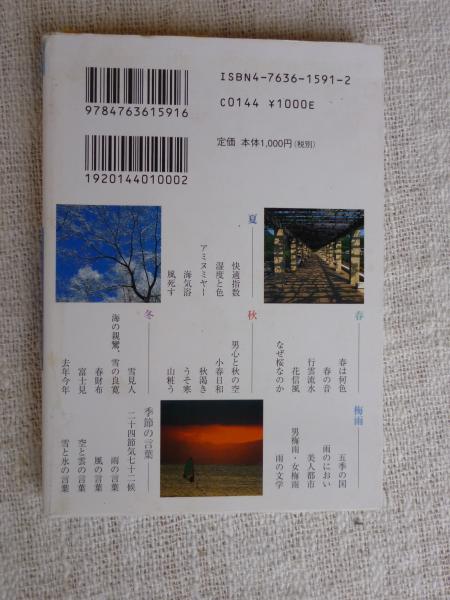 ISBN4-7636-1591-2
C0144 ¥1000E
9784763615916
定価 本体1,000円(税別)
1920144010002
春
春は何色
春の音
行雲流水
花信風
なぜ桜なのか
梅雨
五季の国
雨のにおい
美人都市
男梅雨・女梅雨
雨の文学
夏
快適指数
湿度と色
アミヌミヤー
海気浴
風死す
秋
男心と秋の空
小春日和
秋渇き
うそ寒
山粧う
冬
雪見人
海の親鸞、雪の良寛
春財布
富士見
去年今年
季節の言葉
二十四節気七十二候
雨の言葉
風の言葉
空と雲の言葉
雪と氷の言葉